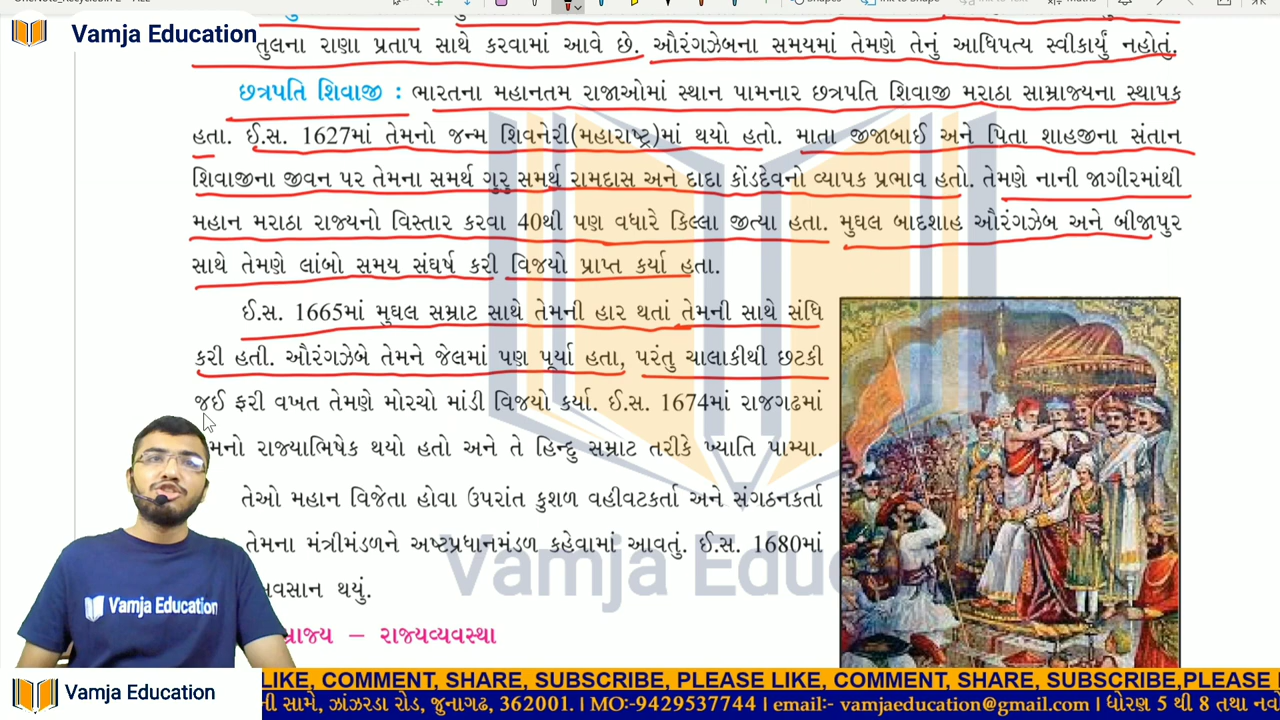 Vamja Education
તુલના રાણા પ્રતાપ સાથે કરવામાં આવે છે. ઔરંગઝેબના સમયમાં તેમણે તેનું આધિપત્ય સ્વીકાર્યું નહોતું.
છત્રપતિ શિવાજી : ભારતના મહાનતમ રાજાઓમાં સ્થાન પામનાર છત્રપતિ શિવાજી મરાઠા સામ્રાજ્યના સ્થાપક
હતા. ઈ.સ. 1627માં તેમનો જન્મ શિવનેરી(મહારાષ્ટ્ર)માં થયો હતો. માતા જીજાબાઈ અને પિતા શાહજીના સંતાન
શિવાજીના જીવન પર તેમના સમર્થ ગુરુ સમર્થ રામદાસ અને દાદા કોંડદેવનો વ્યાપક પ્રભાવ હતો. તેમણે નાની જાગીરમાંથી
મહાન મરાઠા રાજ્યનો વિસ્તાર કરવા 40થી પણ વધારે કિલ્લા જીત્યા હતા. મુઘલ બાદશાહ ઔરંગઝેબ અને બીજાપુર
સાથે તેમણે લાંબો સમય સંઘર્ષ કરી વિજયો પ્રાપ્ત કર્યા હતા.
ઈ.સ. 1665માં મુઘલ સમ્રાટ સાથે તેમની હાર થતાં તેમની સાથે સંધિ
કરી હતી. ઔરંગઝેબે તેમને જેલમાં પણ પૂર્યા હતા, પરંતુ ચાલાકીથી છટકી
જઈ ફરી વખત તેમણે મોરચો માંડી વિજયો કર્યા. ઈ.સ. 1674માં રાજગઢમાં
મનો રાજ્યાભિષેક થયો હતો અને તે હિન્દુ સમ્રાટ તરીકે ખ્યાતિ પામ્યા.
તેઓ મહાન વિજેતા હોવા ઉપરાંત કુશળ વહીવટકર્તા અને સંગઠનકર્તા
તેમના મંત્રીમંડળને અષ્ટપ્રધાનમંડળ કહેવામાં આવતું. ઈ.સ. 1680માં
વસાન થયું.
રાજ્ય – રાજ્યવ્યવસ્થા
Vamja Educa
Vamja Education
Vamja Education
LIKE, COMMENT, SHARE, SUBSCRIBE, PLEASE LIKE, COMMENT, SHARE, SUBSCRIBE,PLEASE
ની સામે, ઝાંઝરડા રોડ, જુનાગઢ, 362001. | MO:-9429537744 | email:- vamjaeducation@gmail.com | ધોરણ 5 થી 8 તથા નવ